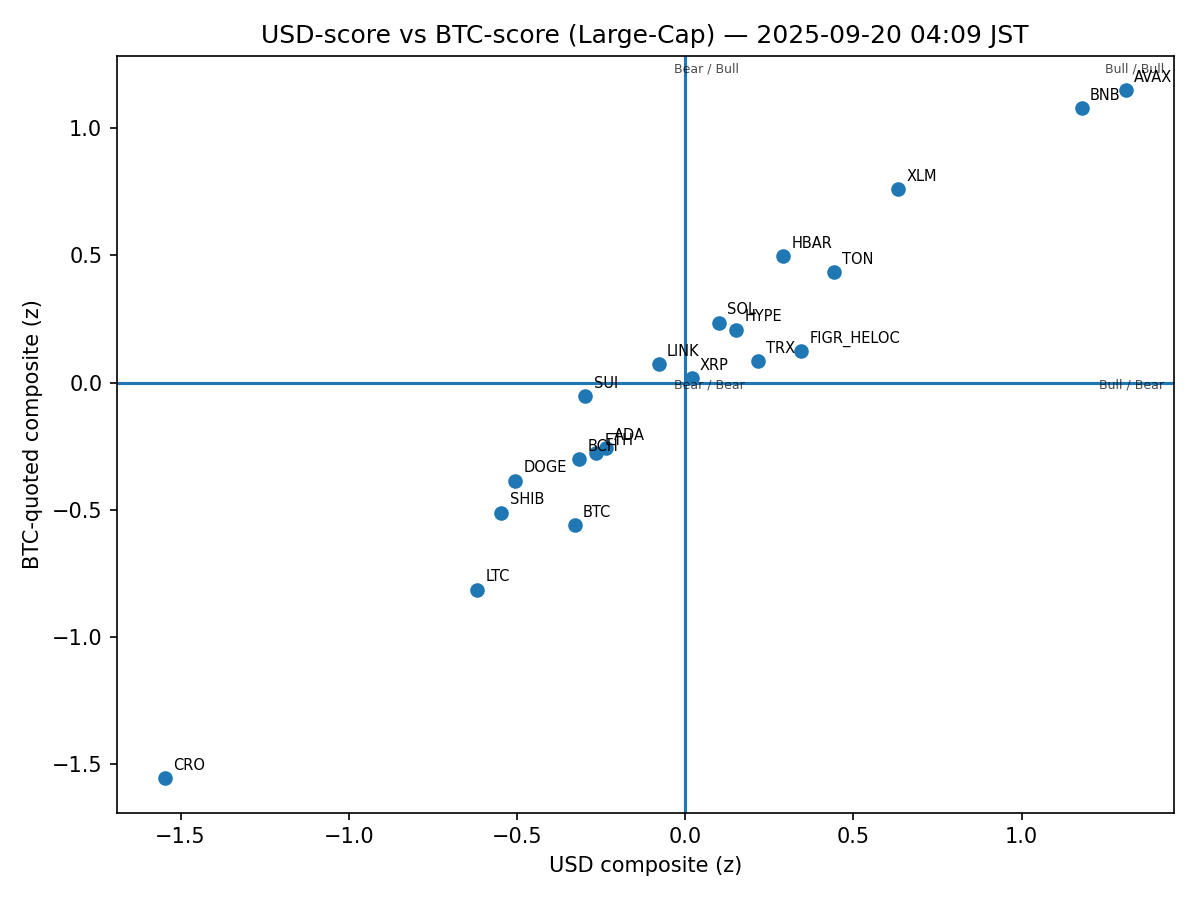 USD-score vs BTC-score (Large-Cap) — 2025-09-20 04:09 JST
Bear / Bull
Bull / Bull
AVAX
BNB
1.0
XLM
0.5
HBAR
TON
SOL
HYPE
FIGR_HELOC
TRX
LINK
XRP
0.0
SUI
Bear / Bear
Bull / Bear
ADA
ETH
BCH
DOGE
SHIB
−0.5
BTC
LTC
−1.0
−1.5
CRO
BTC-quoted composite (z)
−1.5
−1.0
−0.5
0.0
0.5
1.0
USD composite (z)